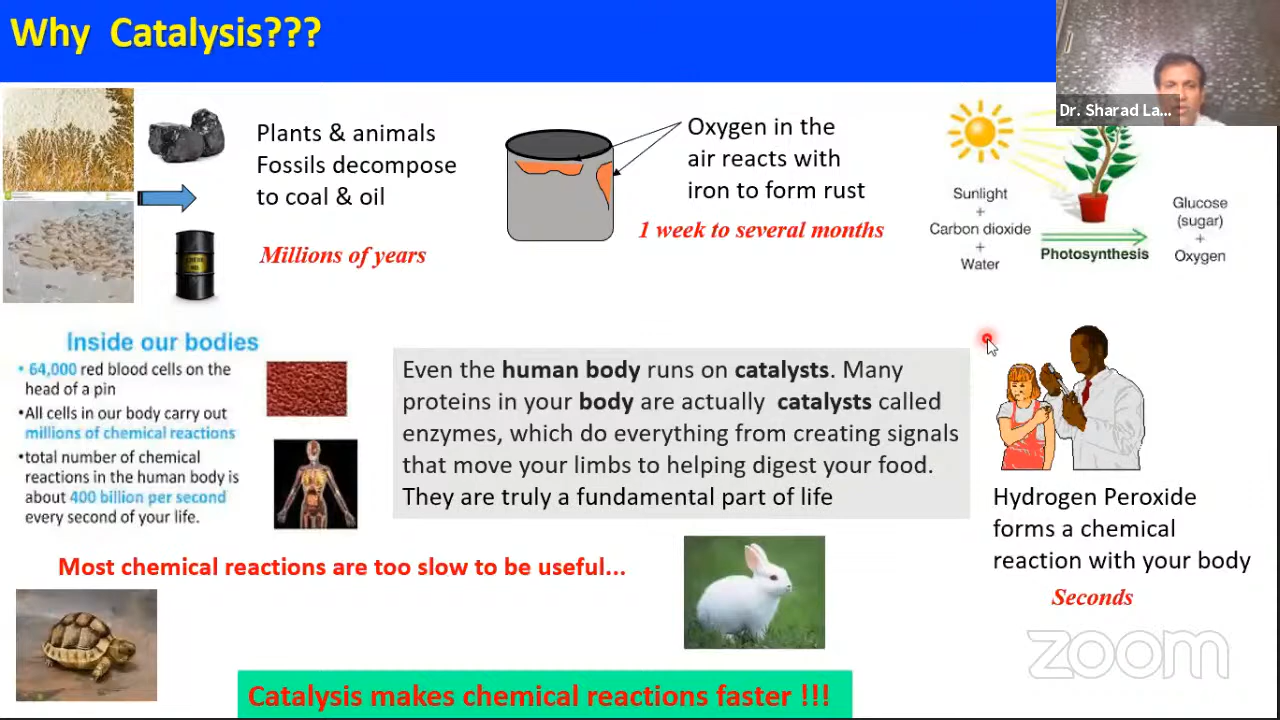 Why Catalysis???
Dr. Sharad La...
Plants & animals
Fossils decompose
to coal & oil
Millions of years
Oxygen in the
air reacts with
iron to form rust
1 week to several months
Sunlight
+
Carbon dioxide
+
Water
Photosynthesis
Glucose
(sugar)
+
Oxygen
Inside our bodies
• 64,000 red blood cells on the
head of a pin
•All cells in our body carry out
millions of chemical reactions
•total number of chemical
reactions in the human body is
about 400 billion per second
every second of your life.
Even the human body runs on catalysts. Many
proteins in your body are actually catalysts called
enzymes, which do everything from creating signals
that move your limbs to helping digest your food.
They are truly a fundamental part of life
Hydrogen Peroxide
forms a chemical
reaction with your body
Seconds
Most chemical reactions are too slow to be useful...
Catalysis makes chemical reactions faster !!!
zoom